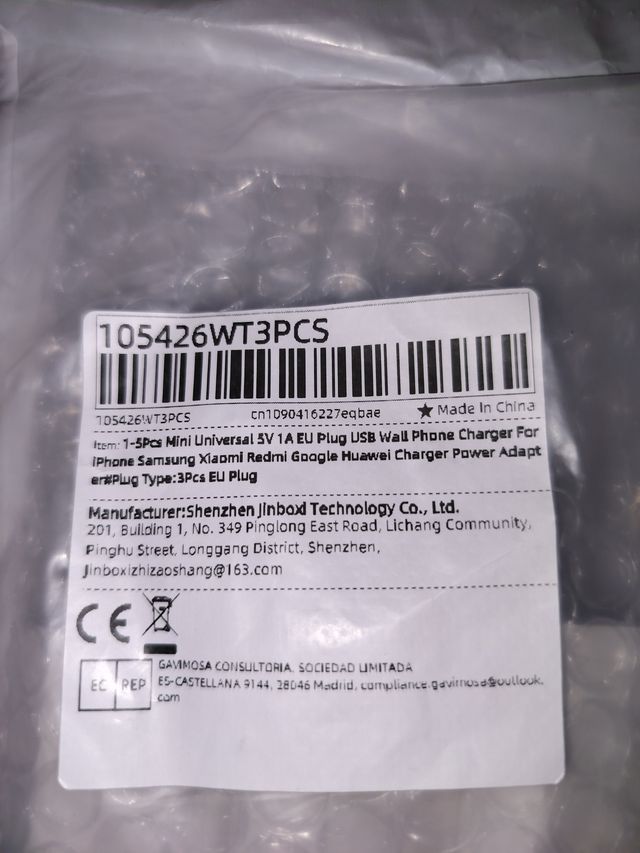 105426WT3PCS
105426WT3PCS cn1090416227eqbae ★ Made In China
Item: 1-5Pcs Mini Universal 5V 1A EU Plug USB Wall Phone Charger For
iPhone Samsung Xiaomi Redmi Google Huawei Charger Power Adapt
er#Plug Type:3Pcs EU Plug
Manufacturer:Shenzhen Jinboxi Technology Co., Ltd.
201, Building 1, No. 349 Pinglong East Road, Lichang Community,
Pinghu Street, Longgang District, Shenzhen,
Jinboxizhizaoshang@163.com
CE
EC REP
GAVIMOSA CONSULTORIA, SOCIEDAD LIMITADA
ES-CASTELLANA 9144, 28046 Madrid, compliance.gavimosa@outlook.
com